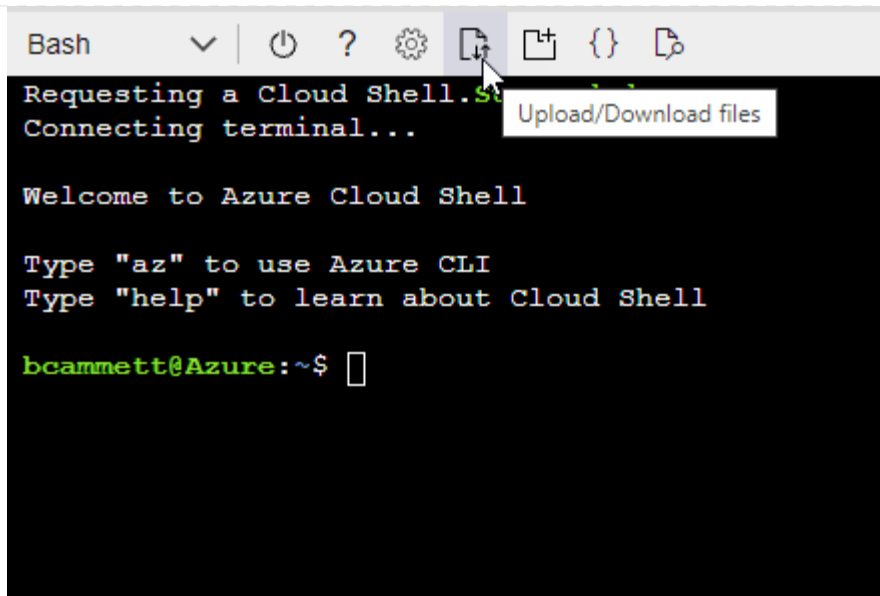 Bash ? {}
Requesting a Cloud Shell.
Upload/Download files
Connecting terminal...
Welcome to Azure Cloud Shell
Type "az" to use Azure CLI
Type "help" to learn about Cloud Shell
bcammett@Azure:~$